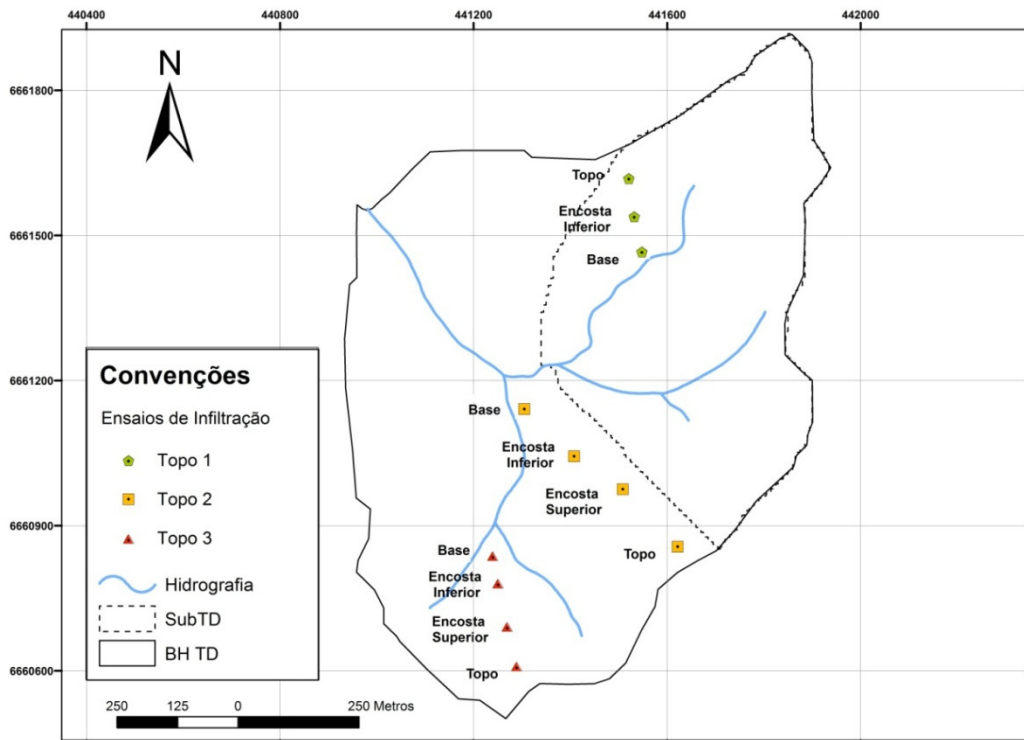 440400 440800 441200 441600 442000
6661800
6661500
6661200
6660900
6660600
N
Topo
Encosta
Inferior
Base
Base
Encosta
Inferior
Encosta
Superior
Topo
Base
Encosta
Inferior
Encosta
Superior
Topo
Convenções
Ensaios de Infiltração
Topo 1
Topo 2
Topo 3
Hidrografia
SubTD
BH TD
250 125 0 250 Metros